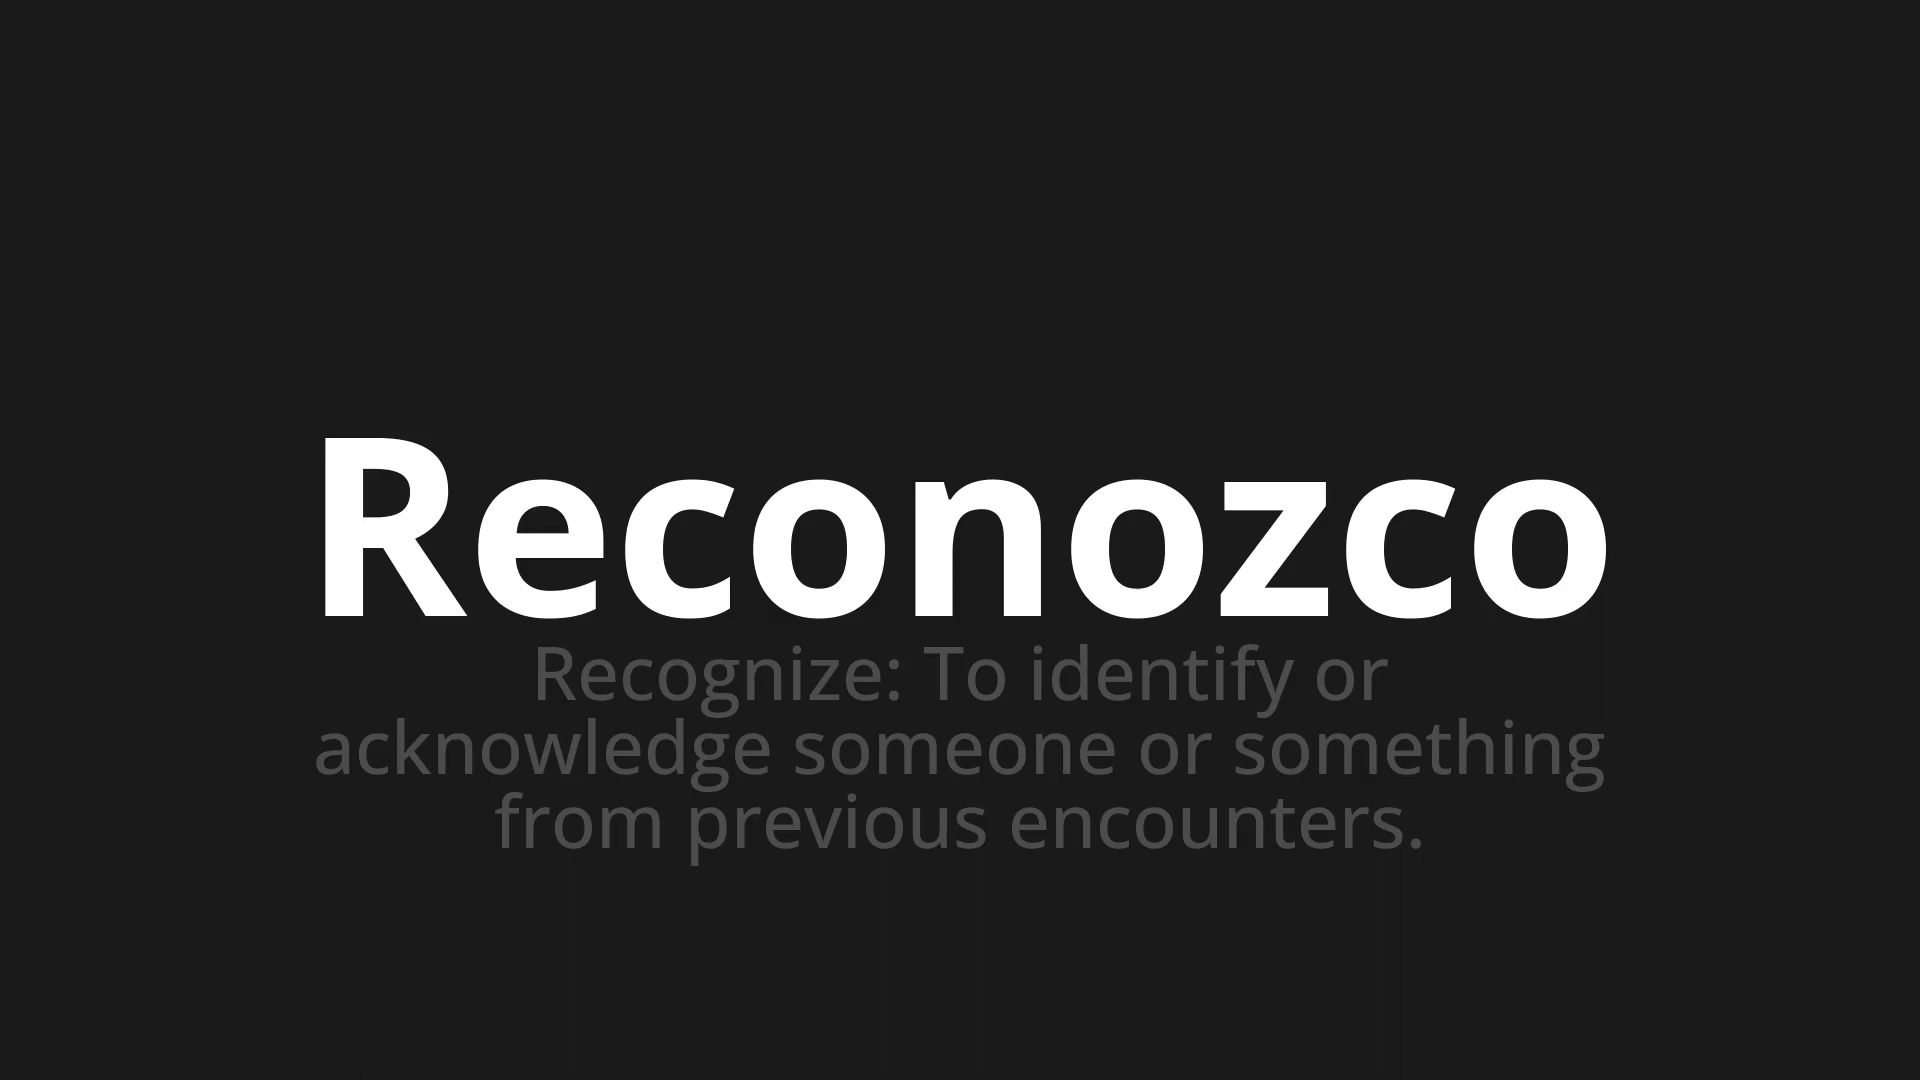 Reconozco
Recognize: To identify or
acknowledge someone or something
from previous encounters.